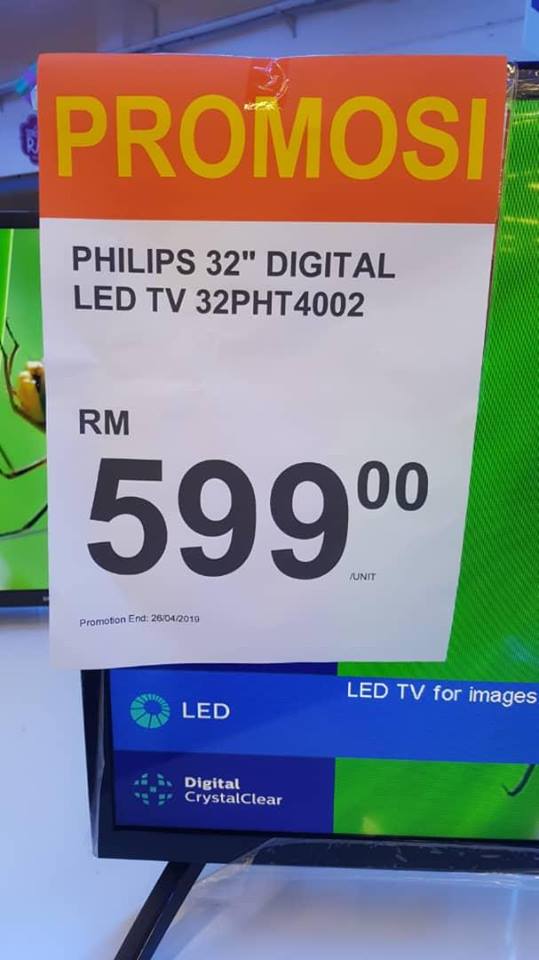 PROMOSI
PHILIPS 32" DIGITAL
LED TV 32PHT4002
RM
599 00
/UNIT
Promotion End: 26/04/2019
LED
LED TV for images
Digital
CrystalClear